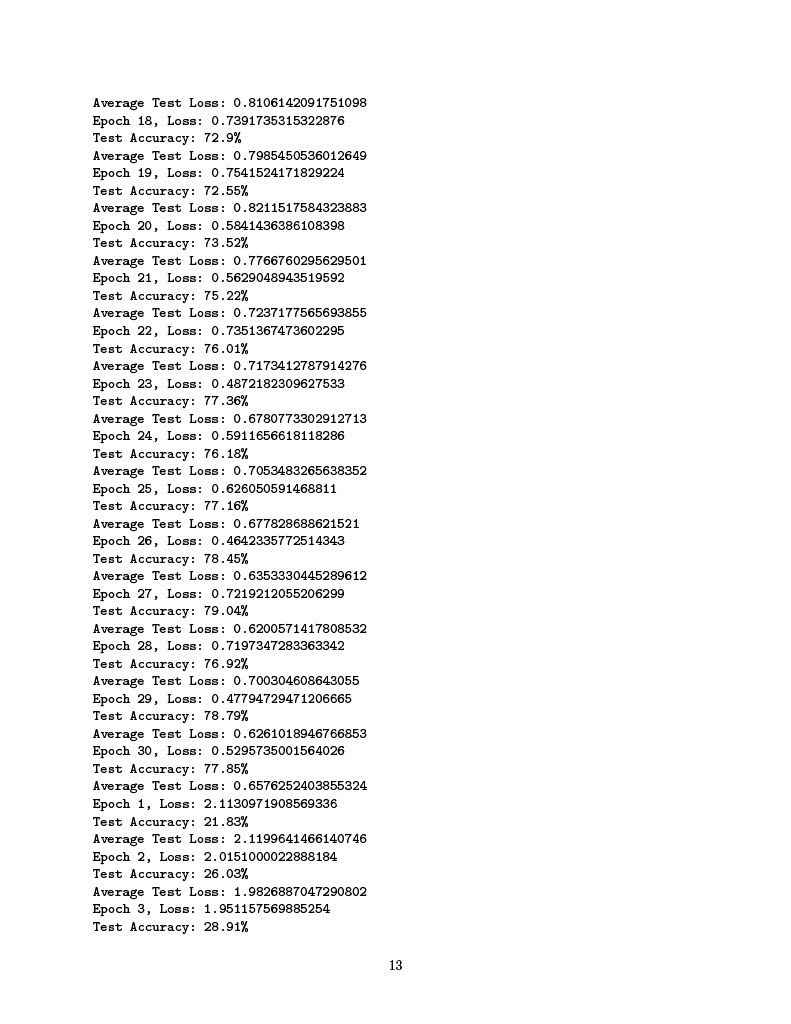 Average Test Loss: 0.8106142091751098
Epoch 18, Loss: 0.7391735315322876
Test Accuracy: 72.9%
Average Test Loss: 0.7985450536012649
Epoch 19, Loss: 0.7541524171829224
Test Accuracy: 72.55%
Average Test Loss: 0.8211517584323883
Epoch 20, Loss: 0.5841436386108398
Test Accuracy: 73.52%
Average Test Loss: 0.7766760295629501
Epoch 21, Loss: 0.5629048943519592
Test Accuracy: 75.22%
Average Test Loss: 0.7237177565693855
Epoch 22, Loss: 0.7351367473602295
Test Accuracy: 76.01%
Average Test Loss: 0.7173412787914276
Epoch 23, Loss: 0.4872182309627533
Test Accuracy: 77.36%
Average Test Loss: 0.6780773302912713
Epoch 24, Loss: 0.5911656618118286
Test Accuracy: 76.18%
Average Test Loss: 0.7053483265638352
Epoch 25, Loss: 0.626050591468811
Test Accuracy: 77.16%
Average Test Loss: 0.677828688621521
Epoch 26, Loss: 0.4642335772514343
Test Accuracy: 78.45%
Average Test Loss: 0.6353330445289612
Epoch 27, Loss: 0.7219212055206299
Test Accuracy: 79.04%
Average Test Loss: 0.6200571417808532
Epoch 28, Loss: 0.7197347283363342
Test Accuracy: 76.92%
Average Test Loss: 0.700304608643055
Epoch 29, Loss: 0.47794729471206665
Test Accuracy: 78.79%
Average Test Loss: 0.6261018946766853
Epoch 30, Loss: 0.5295735001564026
Test Accuracy: 77.85%
Average Test Loss: 0.6576252403855324
Epoch 1, Loss: 2.1130971908569336
Test Accuracy: 21.83%
Average Test Loss: 2.1199641466140746
Epoch 2, Loss: 2.0151000022888184
Test Accuracy: 26.03%
Average Test Loss: 1.9826887047290802
Epoch 3, Loss: 1.951157569885254
Test Accuracy: 28.91%
13